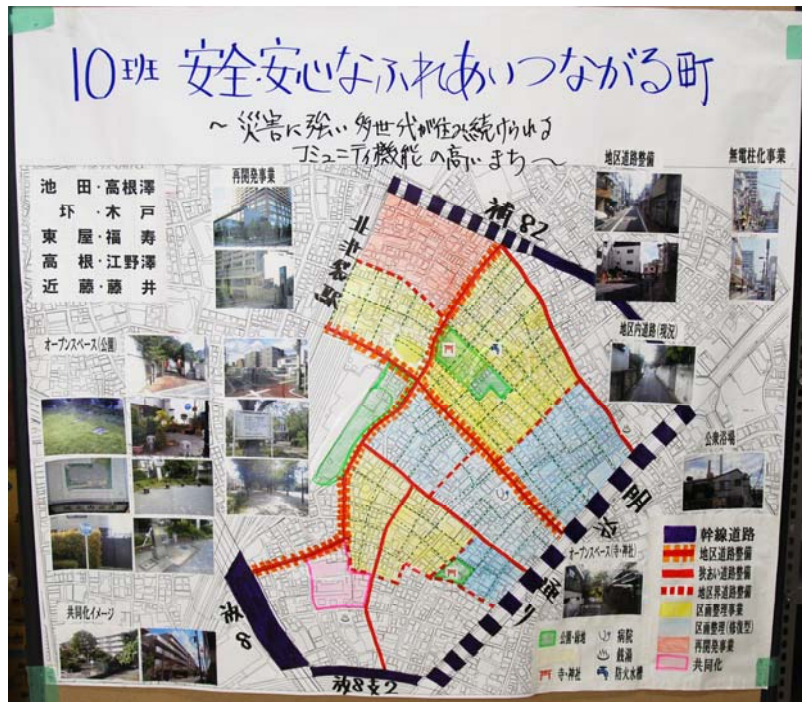 10班 安全・安心なふれあいつながる町
～災害に強い 多世代が住み続けられる
コミュニティ機能の高いまち～
池田・高根澤
圷・木戸
東屋・福寿
高根・江野澤
近藤・藤井
再開発事業
地区道路整備
無電柱化事業
補82
オープンスペース(公園)
地区内道路(現況)
公衆浴場
明治通り
オープンスペース(寺・神社)
放8
放8支2
共同化イメージ
幹線道路
地区道路整備
狭あい道路整備
地区界道路整備
区画整理事業
区画整理(修復型)
再開発事業
共同化
公園・緑地
病院
銭湯
寺・神社
防火水槽